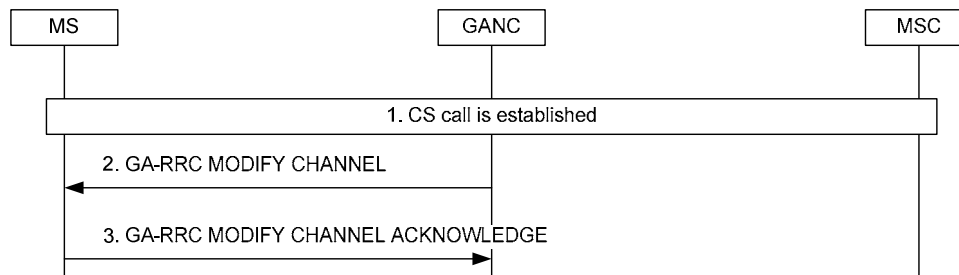 MS
GANC
MSC
1. CS call is established
2. GA-RRC MODIFY CHANNEL
3. GA-RRC MODIFY CHANNEL ACKNOWLEDGE